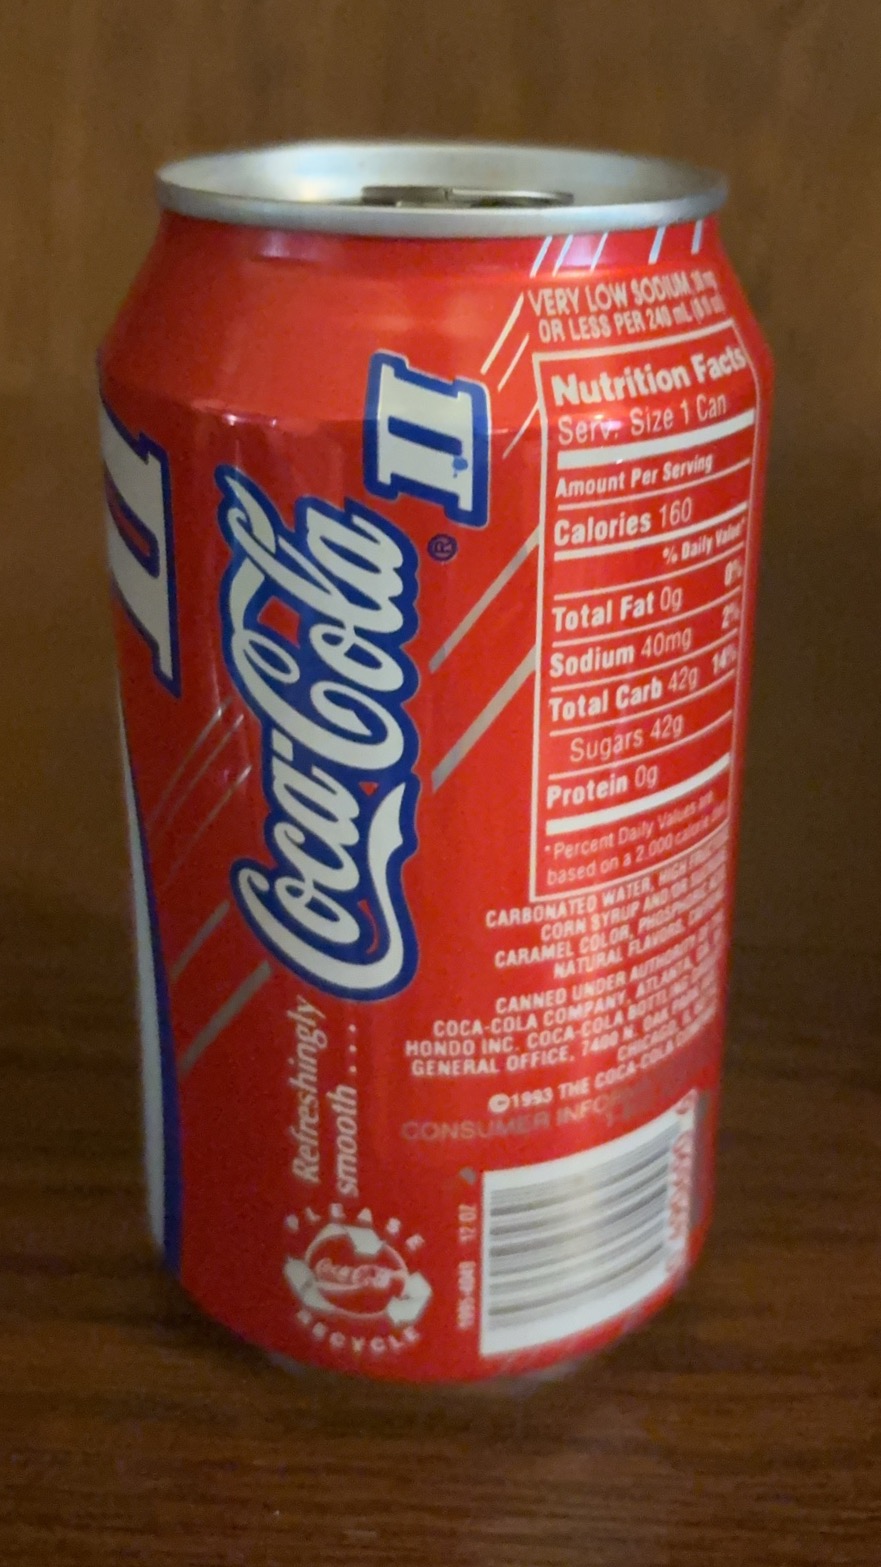 II
Coca-Cola II
®
Refreshingly
smooth ....
PLEASE
Coca-Cola
RECYCLE
VERY LOW SODIUM,
OR LESS PER 240 mL
Nutrition Facts
Serv. Size 1 Can
Amount Per Serving
Calories 160
% Daily Value*
Total Fat 0g 0%
Sodium 40mg 2%
Total Carb 42g 14%
Sugars 42g
Protein 0g
*Percent Daily Values are
based on a 2,000 calorie
CARBONATED WATER, HIGH
CORN SYRUP AND/OR
CARAMEL COLOR,
NATURAL FLAVORS,
CANNED UNDER AUTHORITY
COCA-COLA COMPANY, ATLANTA,
HONDO INC. COCA-COLA BOTTLING
GENERAL OFFICE, 7400 N. OAK
CHICAGO,
©1993 THE COCA-COLA
CONSUMER
12 OZ